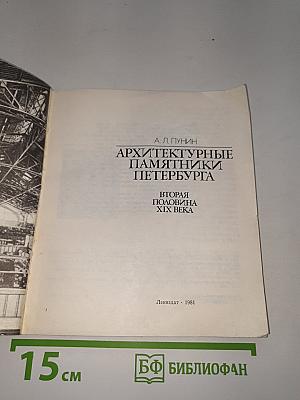 А. Л. ПУНИН
АРХИТЕКТУРНЫЕ
ПАМЯТНИКИ
ПЕТЕРБУРГА
ВТОРАЯ
ПОЛОВИНА
XIX ВЕКА
Лениздат · 1981
15 см
БФ БИБЛИОФАН